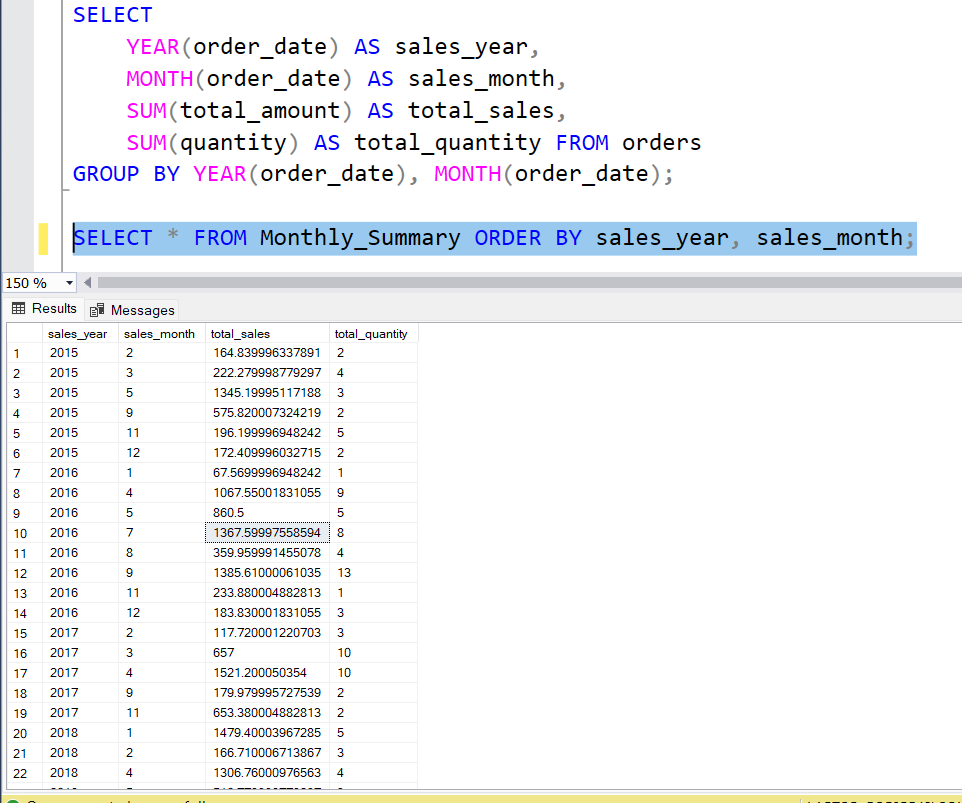 SELECT
YEAR(order_date) AS sales_year,
MONTH(order_date) AS sales_month,
SUM(total_amount) AS total_sales,
SUM(quantity) AS total_quantity FROM orders
GROUP BY YEAR(order_date), MONTH(order_date);
SELECT * FROM Monthly_Summary ORDER BY sales_year, sales_month;
150 %
Results Messages
sales_year sales_month total_sales total_quantity
1 2015 2 164.839996337891 2
2 2015 3 222.279998779297 4
3 2015 5 1345.19995117188 3
4 2015 9 575.820007324219 2
5 2015 11 196.199996948242 5
6 2015 12 172.409996032715 2
7 2016 1 67.5699996948242 1
8 2016 4 1067.55001831055 9
9 2016 5 860.5 5
10 2016 7 1367.59997558594 8
11 2016 8 359.959991455078 4
12 2016 9 1385.61000061035 13
13 2016 11 233.880004882813 1
14 2016 12 183.830001831055 3
15 2017 2 117.720001220703 3
16 2017 3 657 10
17 2017 4 1521.200050354 10
18 2017 9 179.979995727539 2
19 2017 11 653.380004882813 2
20 2018 1 1479.40003967285 5
21 2018 2 166.710006713867 3
22 2018 4 1306.76000976563 4